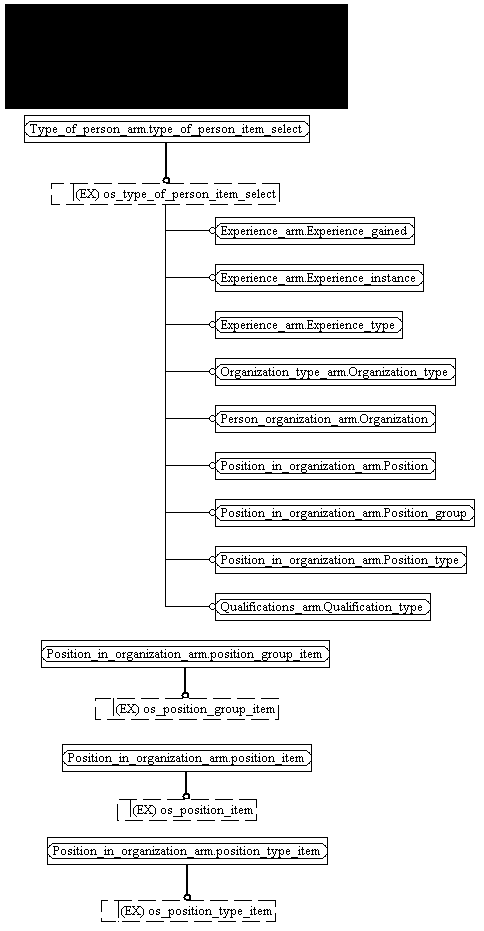 Type_of_person_arm.type_of_person_item_select
(EX) os_type_of_person_item_select
Experience_arm.Experience_gained
Experience_arm.Experience_instance
Experience_arm.Experience_type
Organization_type_arm.Organization_type
Person_organization_arm.Organization
Position_in_organization_arm.Position
Position_in_organization_arm.Position_group
Position_in_organization_arm.Position_type
Qualifications_arm.Qualification_type
Position_in_organization_arm.position_group_item
(EX) os_position_group_item
Position_in_organization_arm.position_item
(EX) os_position_item
Position_in_organization_arm.position_type_item
(EX) os_position_type_item